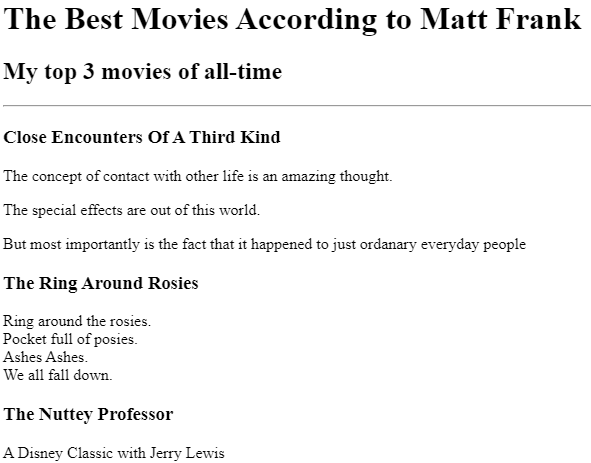 The Best Movies According to Matt Frank
My top 3 movies of all-time
Close Encounters Of A Third Kind
The concept of contact with other life is an amazing thought.
The special effects are out of this world.
But most importantly is the fact that it happened to just ordanary everyday people
The Ring Around Rosies
Ring around the rosies.
Pocket full of posies.
Ashes Ashes.
We all fall down.
The Nuttey Professor
A Disney Classic with Jerry Lewis